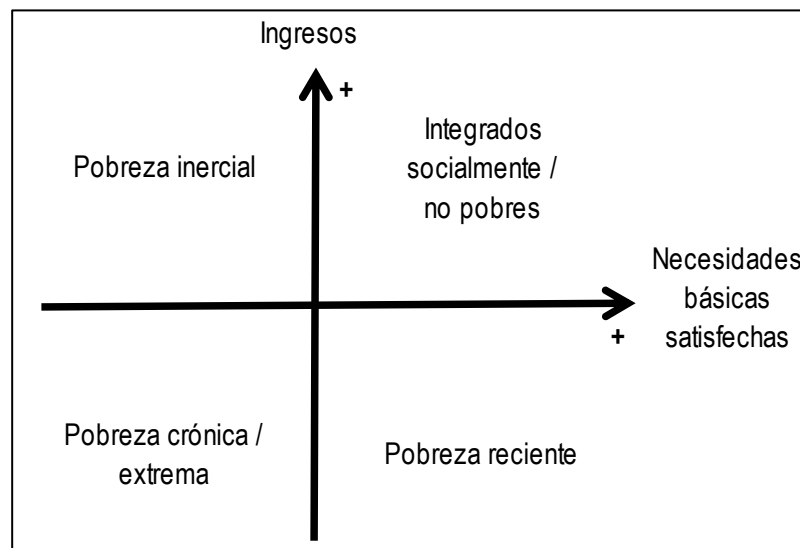 Ingresos
+
Integrados
socialmente /
no pobres
Pobreza inercial
Necesidades
básicas
satisfechas
+
Pobreza crónica /
extrema
Pobreza reciente